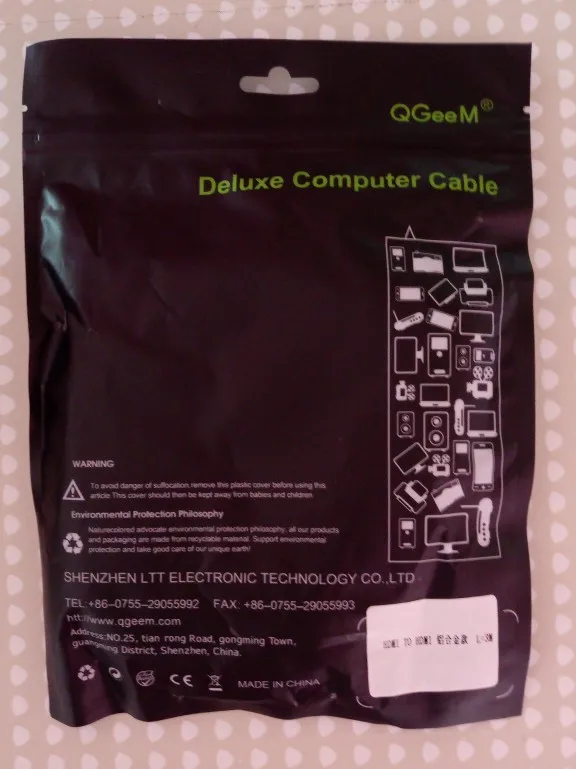 QGeeM®
Deluxe Computer Cable
WARNING
To avoid danger of suffocation,remove this plastic cover before using this
article This cover should then be kept away from babies and children
Environmental Protection Philosophy
Naturecolored advocate environmental protection philosophy, all our products
and packaging are made from recyclable material. Support environmental
protection and take good care of our unique earth!
SHENZHEN LTT ELECTRONIC TECHNOLOGY CO.,LTD
TEL:+86–0755–29055992 FAX: +86–0755–29055993
http://www.qgeem.com
Address:NO.25, tian rong Road, gongming Town,
guangming District, Shenzhen, China.
CE MADE IN CHINA
HDMI TO HDMI 铝合金款 L:3M